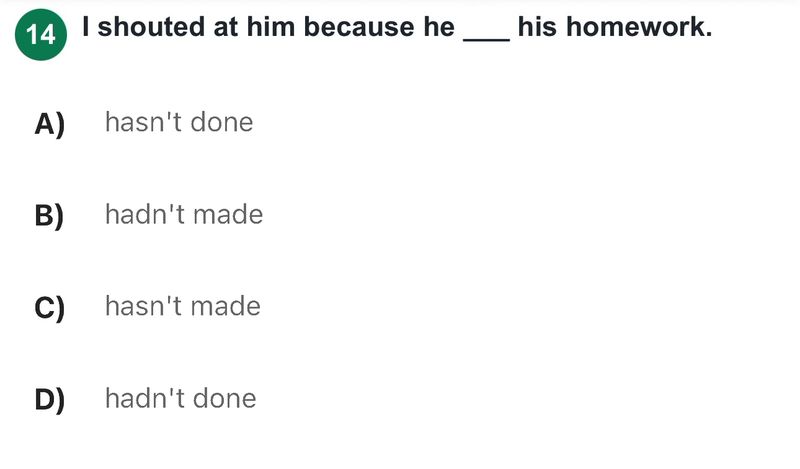 14 I shouted at him because he ___ his homework.
A) hasn't done
B) hadn't made
C) hasn't made
D) hadn't done